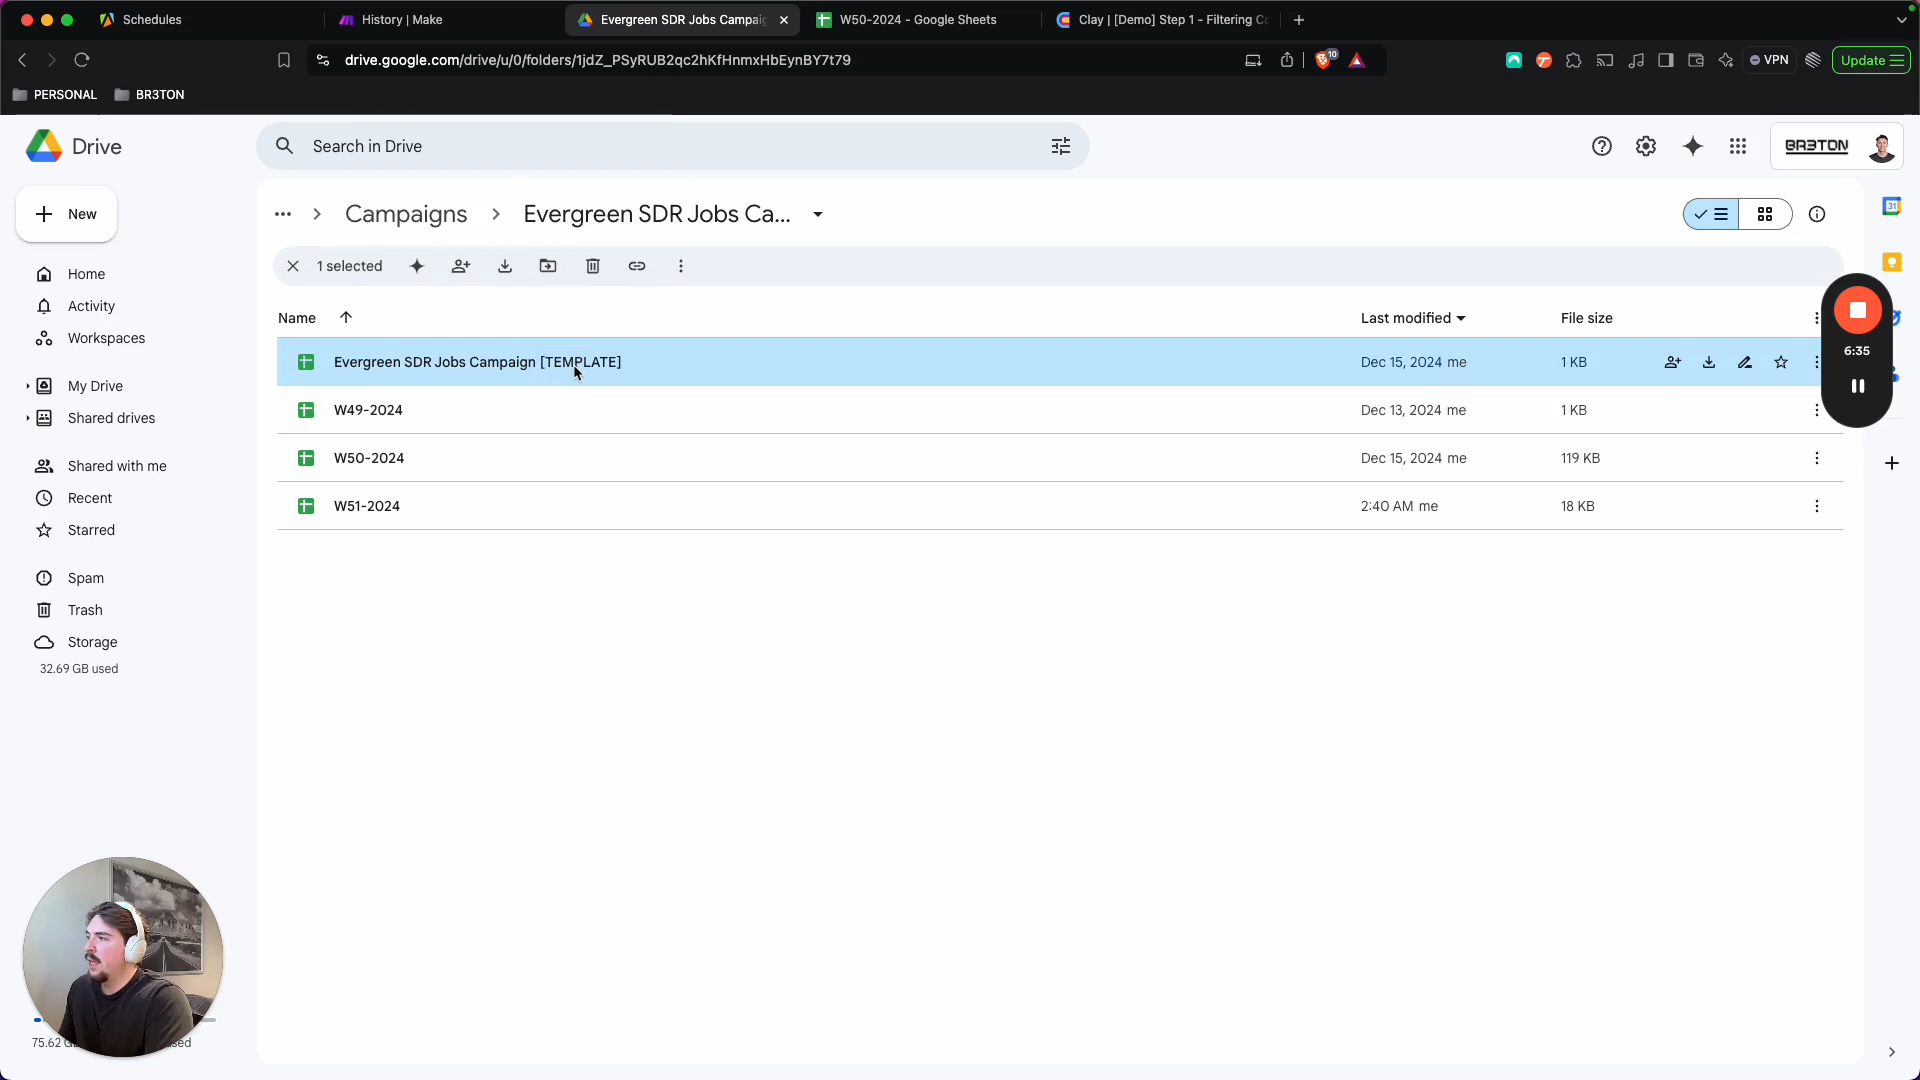 Schedules
History | Make
Evergreen SDR Jobs Campaig
W50-2024 - Google Sheets
Clay | [Demo] Step 1 - Filtering Co
drive.google.com/drive/u/0/folders/1jdZ_PSyRUB2qc2hKfHnmxHbEynBY7t79
10
VPN
Update
PERSONAL
BR3TON
Drive
Search in Drive
BR3TON
New
... > Campaigns > Evergreen SDR Jobs Ca...
31
1 selected
Home
Activity
Workspaces
My Drive
Shared drives
Shared with me
Recent
Starred
Spam
Trash
Storage
32.69 GB used
Name
Last modified
File size
Evergreen SDR Jobs Campaign [TEMPLATE]
Dec 15, 2024 me
1 KB
W49-2024
Dec 13, 2024 me
1 KB
W50-2024
Dec 15, 2024 me
119 KB
W51-2024
2:40 AM me
18 KB
6:35
75.62